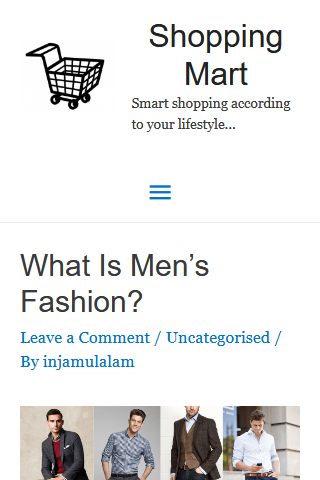 Shopping
Mart
Smart shopping according
to your lifestyle...
What Is Men's
Fashion?
Leave a Comment / Uncategorised /
By injamulalam